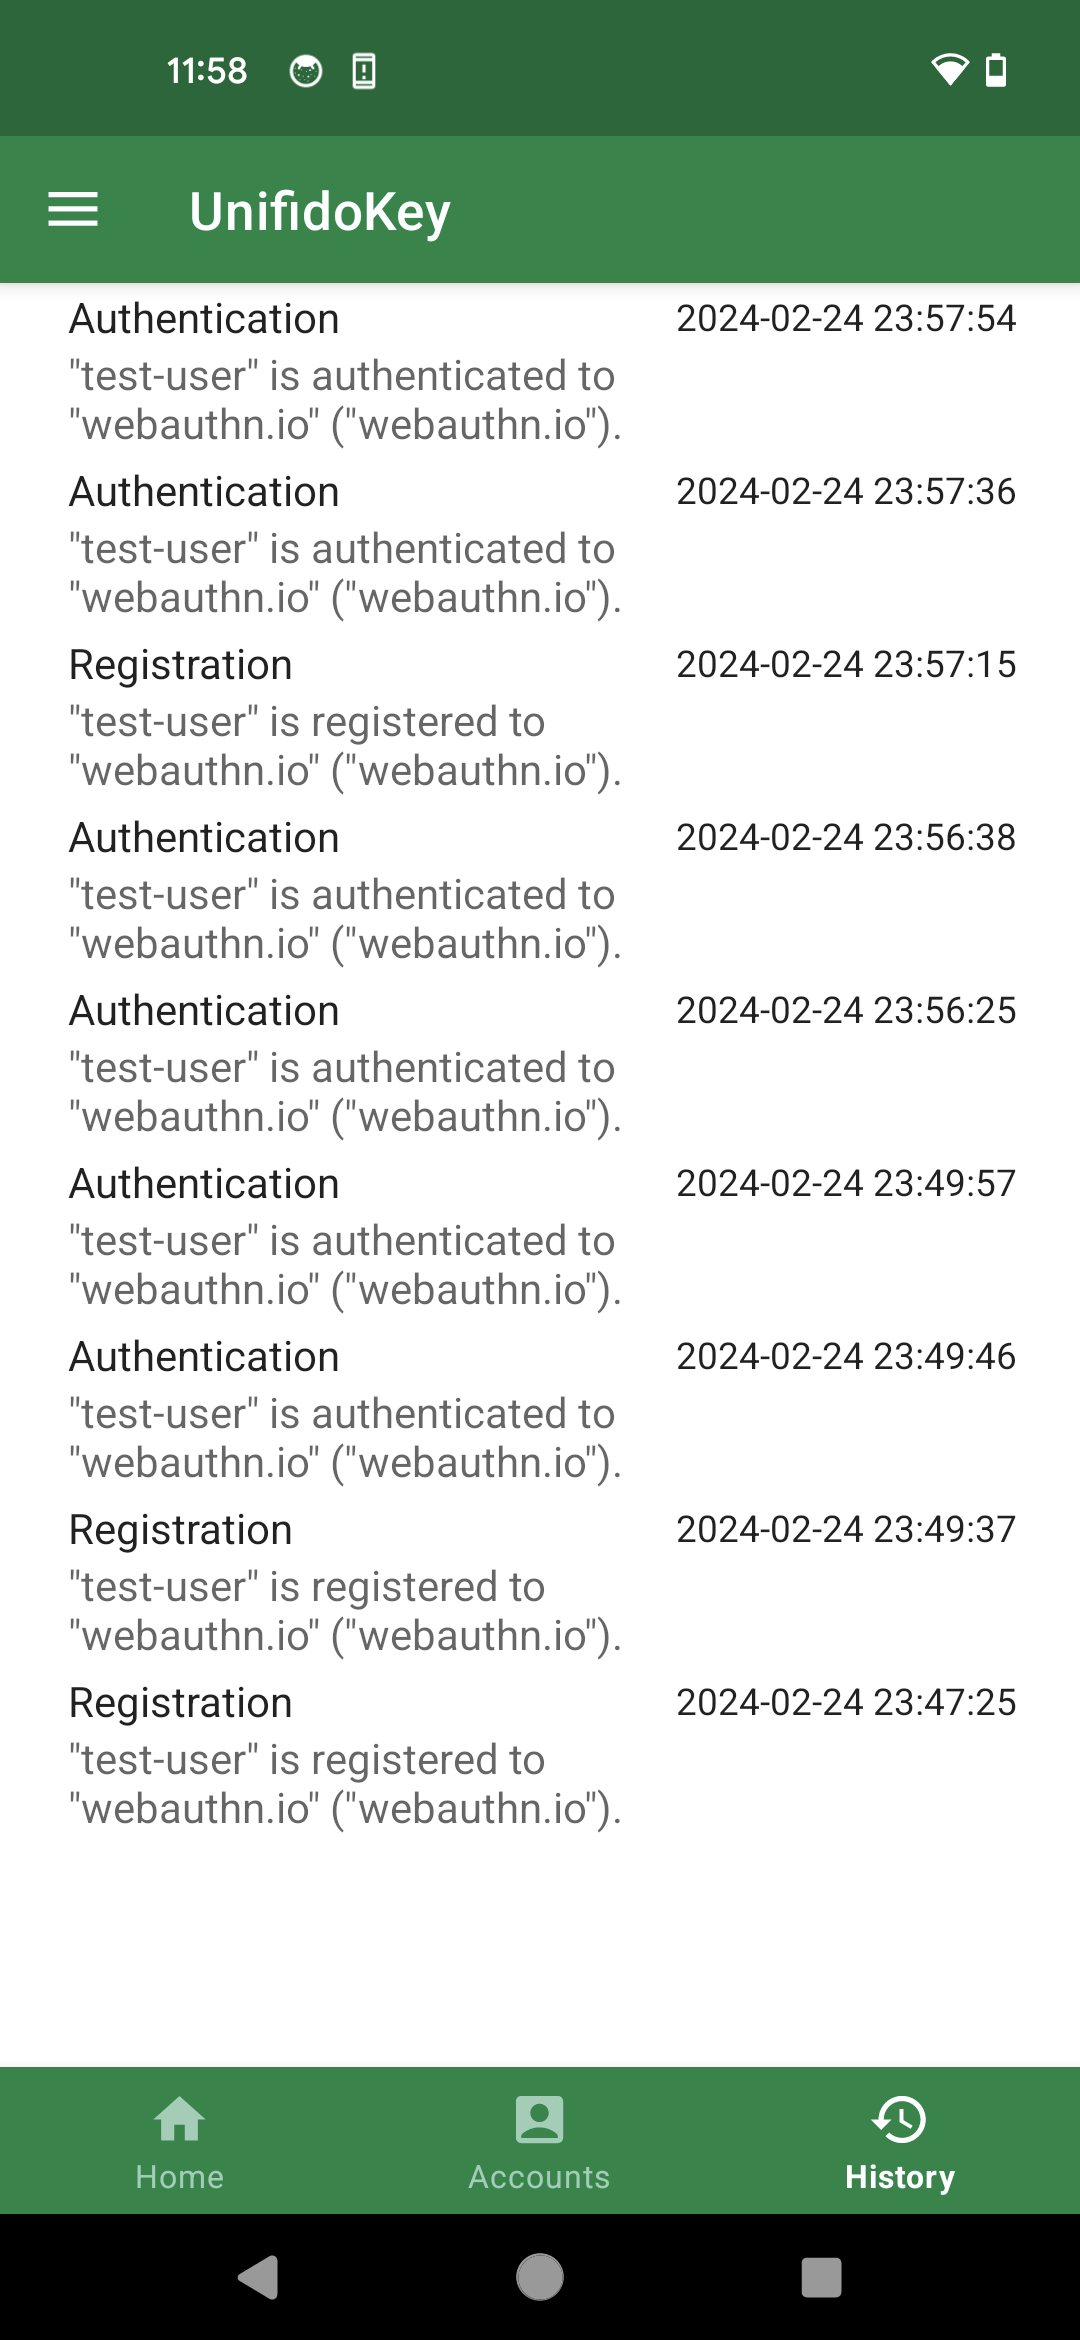 11:58
UnifidoKey
Authentication 2024-02-24 23:57:54
"test-user" is authenticated to
"webauthn.io" ("webauthn.io").
Authentication 2024-02-24 23:57:36
"test-user" is authenticated to
"webauthn.io" ("webauthn.io").
Registration 2024-02-24 23:57:15
"test-user" is registered to
"webauthn.io" ("webauthn.io").
Authentication 2024-02-24 23:56:38
"test-user" is authenticated to
"webauthn.io" ("webauthn.io").
Authentication 2024-02-24 23:56:25
"test-user" is authenticated to
"webauthn.io" ("webauthn.io").
Authentication 2024-02-24 23:49:57
"test-user" is authenticated to
"webauthn.io" ("webauthn.io").
Authentication 2024-02-24 23:49:46
"test-user" is authenticated to
"webauthn.io" ("webauthn.io").
Registration 2024-02-24 23:49:37
"test-user" is registered to
"webauthn.io" ("webauthn.io").
Registration 2024-02-24 23:47:25
"test-user" is registered to
"webauthn.io" ("webauthn.io").
Home Accounts History